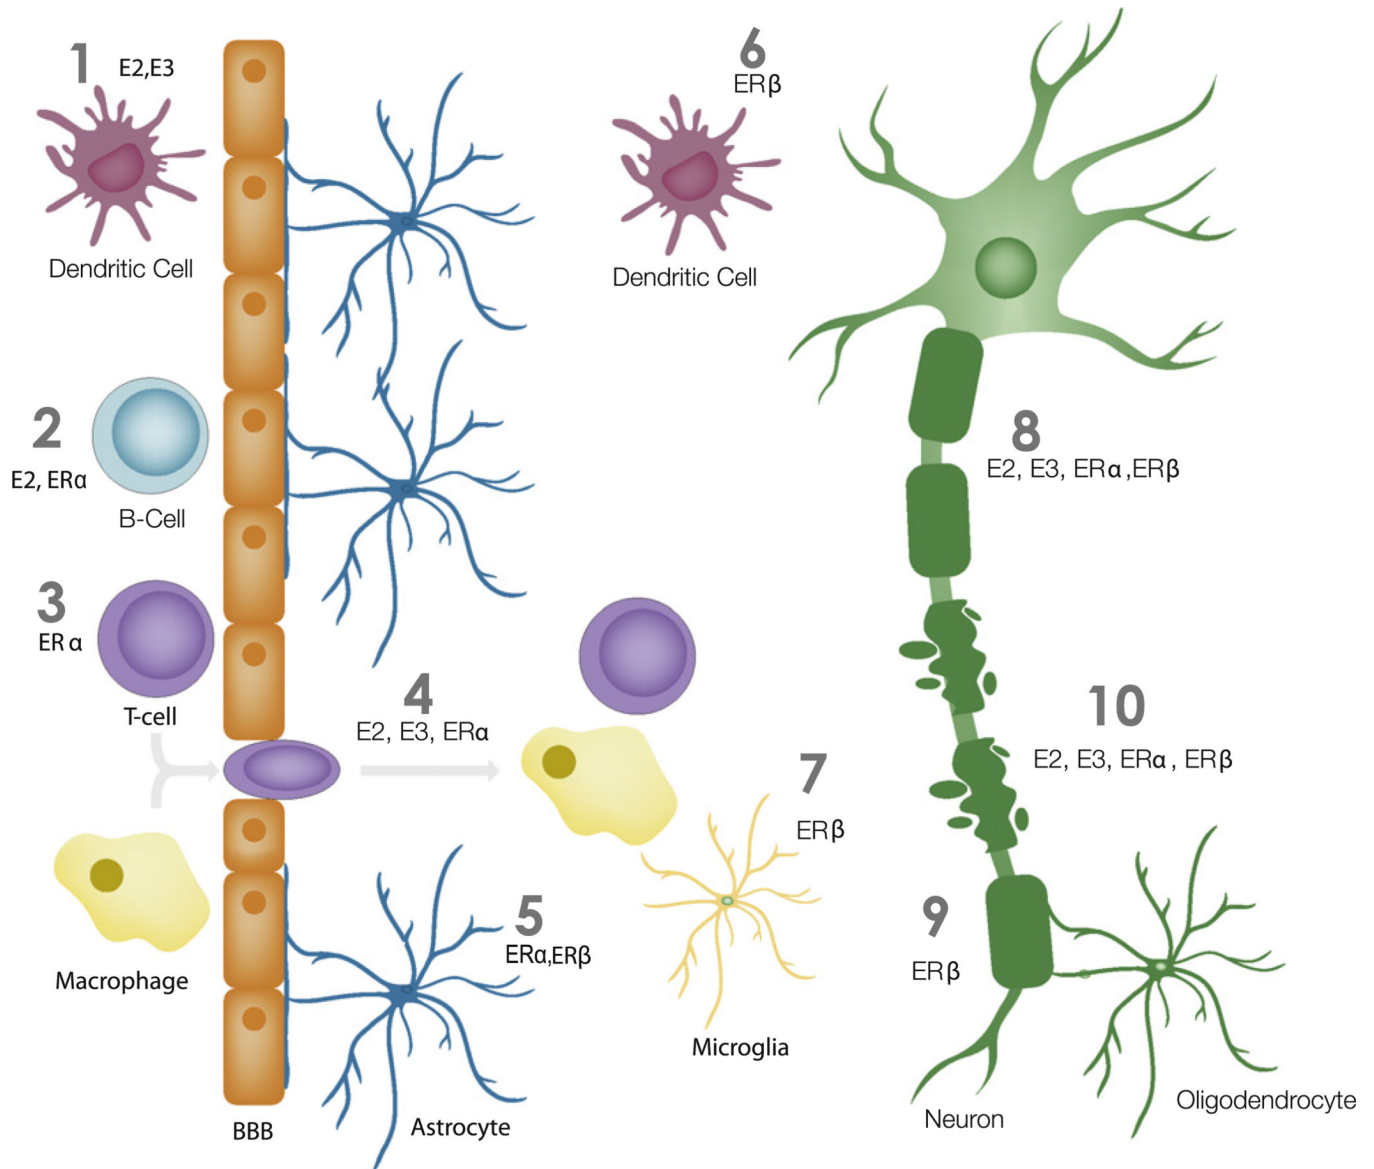 1
E2,E3
Dendritic Cell
2
E2, ERα
B-Cell
3
ER α
T-cell
Macrophage
BBB
4
E2, E3, ERα
5
ERα,ERβ
Astrocyte
6
ERβ
Dendritic Cell
7
ERβ
Microglia
8
E2, E3, ERα,ERβ
10
E2, E3, ERα, ERβ
9
ERβ
Neuron
Oligodendrocyte